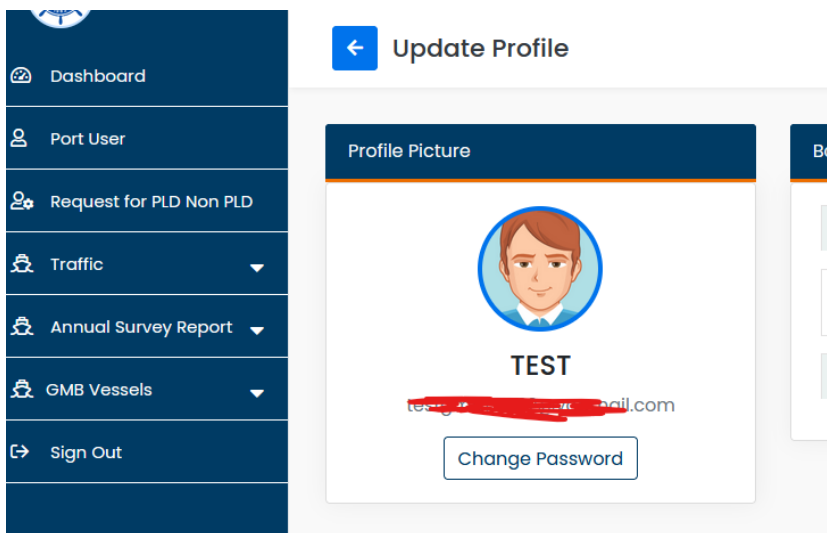 Update Profile
Dashboard
Port User
Request for PLD Non PLD
Traffic
Annual Survey Report
GMB Vessels
Sign Out
Profile Picture
TEST
Change Password